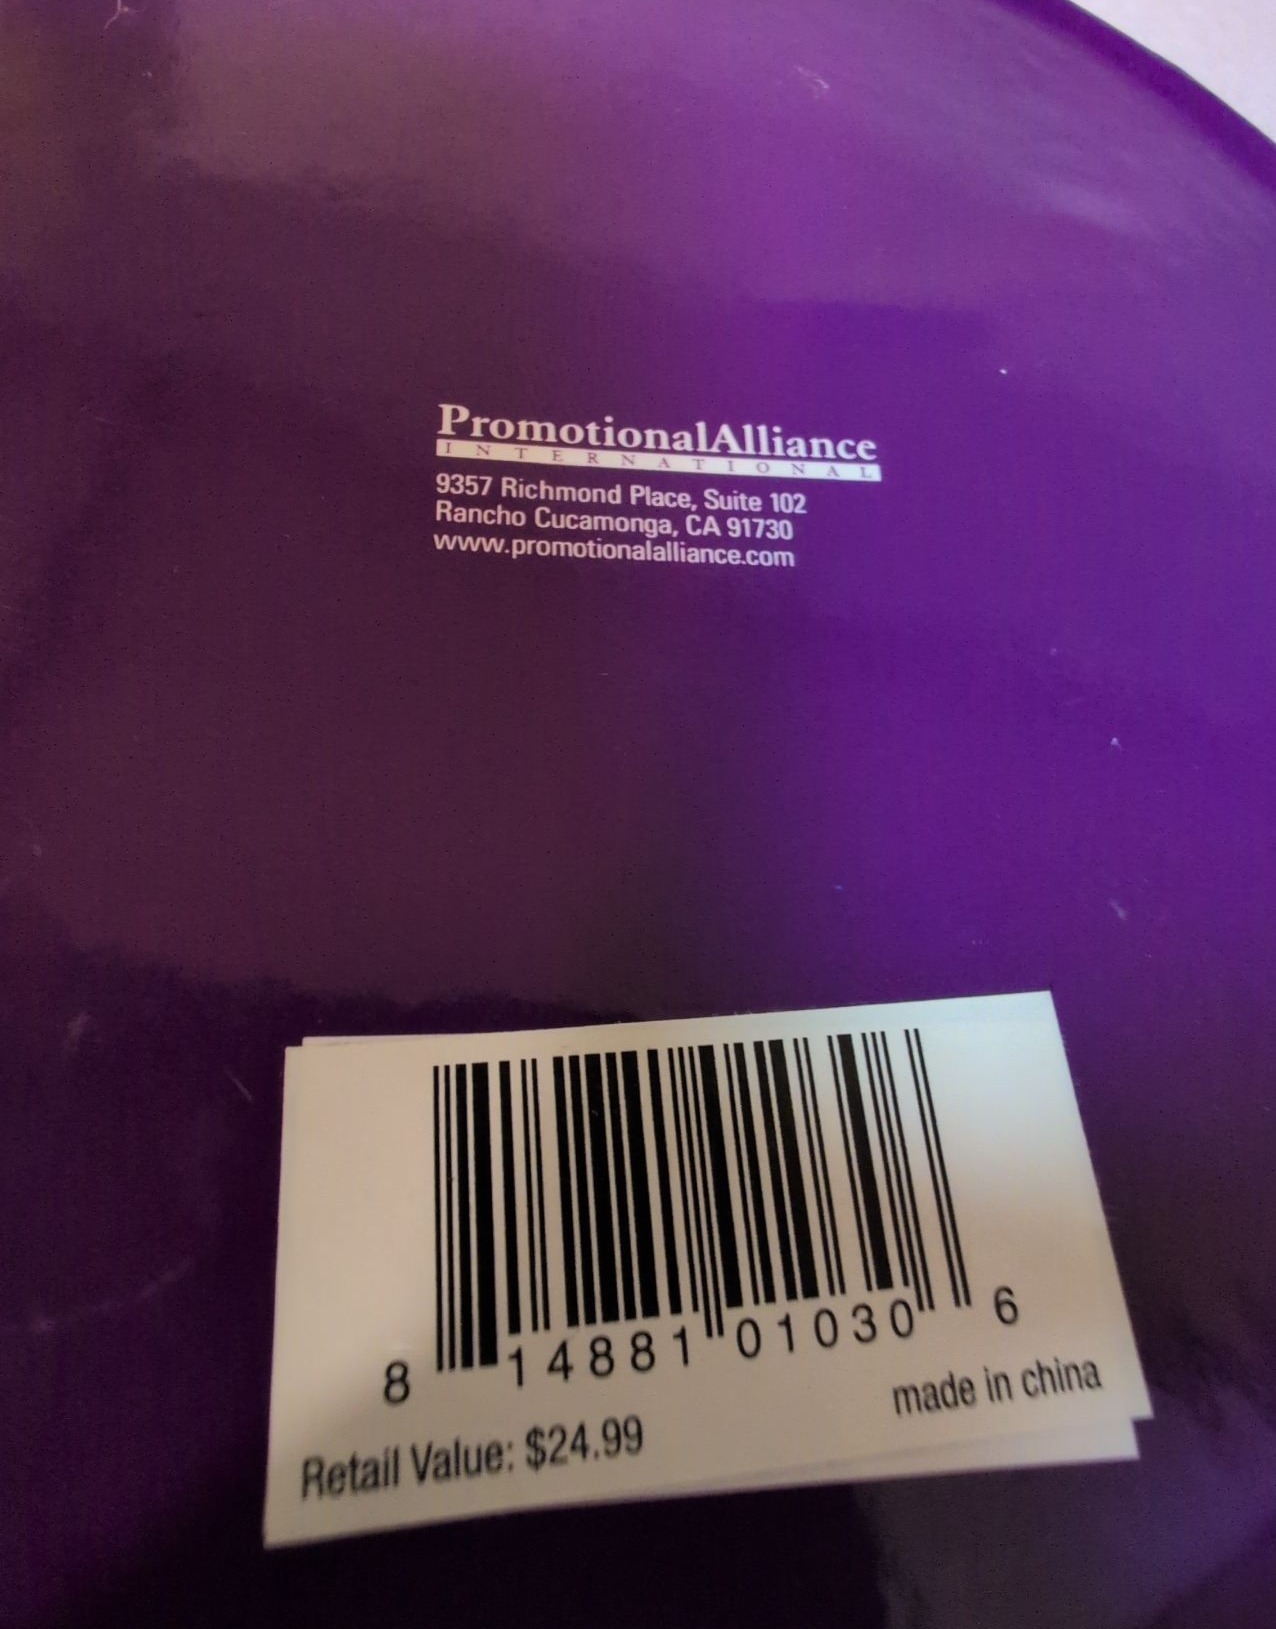 PromotionalAlliance
INTERNATIONAL
9357 Richmond Place, Suite 102
Rancho Cucamonga, CA 91730
www.promotionalalliance.com
8 14881 01030 6
made in china
Retail Value: $24.99